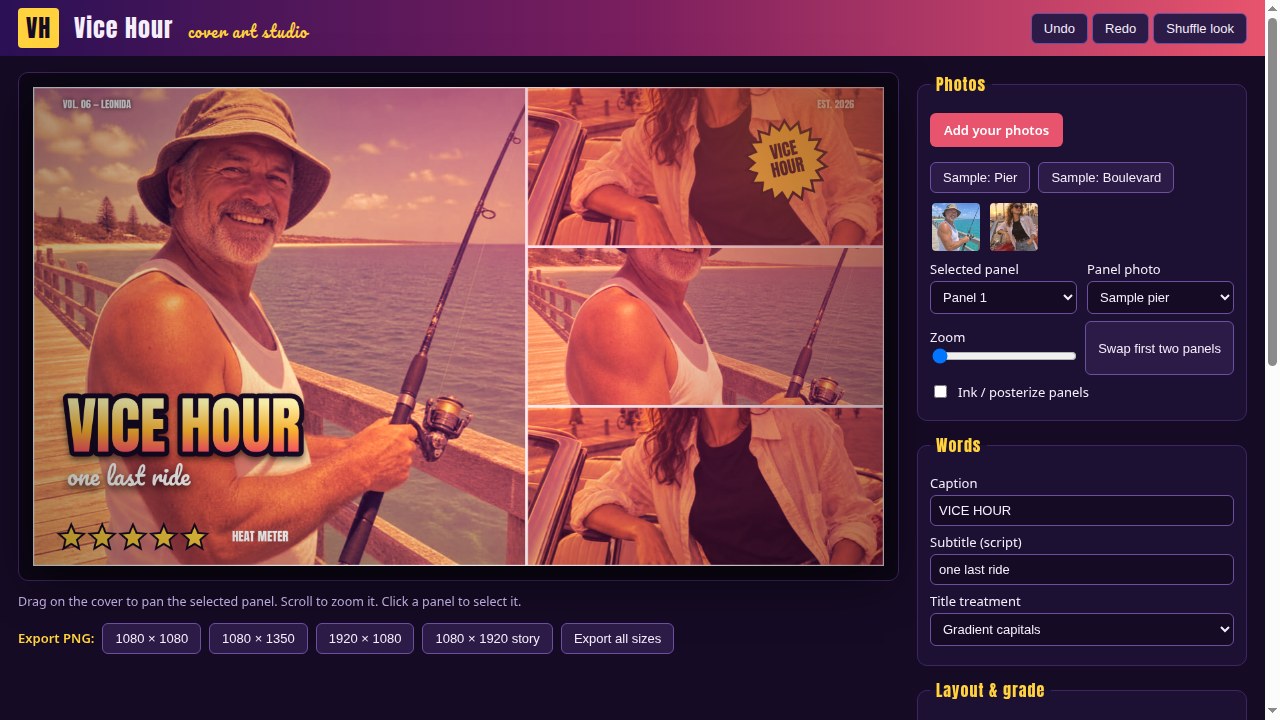 VH Vice Hour cover art studio
Undo Redo Shuffle look
VOL. 06 — LEONIDA
EST. 2026
VICE
HOUR
VICE HOUR
one last ride
HEAT METER
Drag on the cover to pan the selected panel. Scroll to zoom it. Click a panel to select it.
Export PNG: 1080 × 1080 1080 × 1350 1920 × 1080 1080 × 1920 story Export all sizes
Photos
Add your photos
Sample: Pier Sample: Boulevard
Selected panel Panel photo
Panel 1 Sample pier
Zoom
Swap first two panels
Ink / posterize panels
Words
Caption
VICE HOUR
Subtitle (script)
one last ride
Title treatment
Gradient capitals
Layout & grade